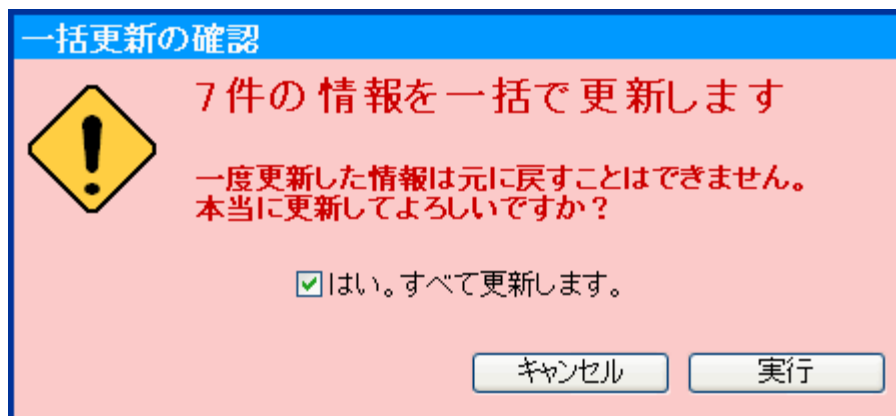 一括更新の確認
7件の情報を一括で更新します
一度更新した情報は元に戻すことはできません。
本当に更新してよろしいですか？
はい。すべて更新します。
キャンセル 実行